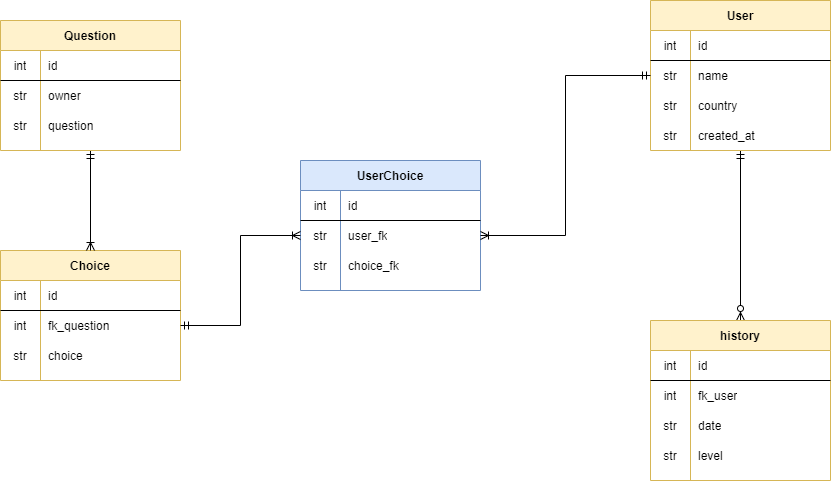 Question
int id
str owner
str question
Choice
int id
int fk_question
str choice
UserChoice
int id
str user_fk
str choice_fk
User
int id
str name
str country
str created_at
history
int id
int fk_user
str date
str level